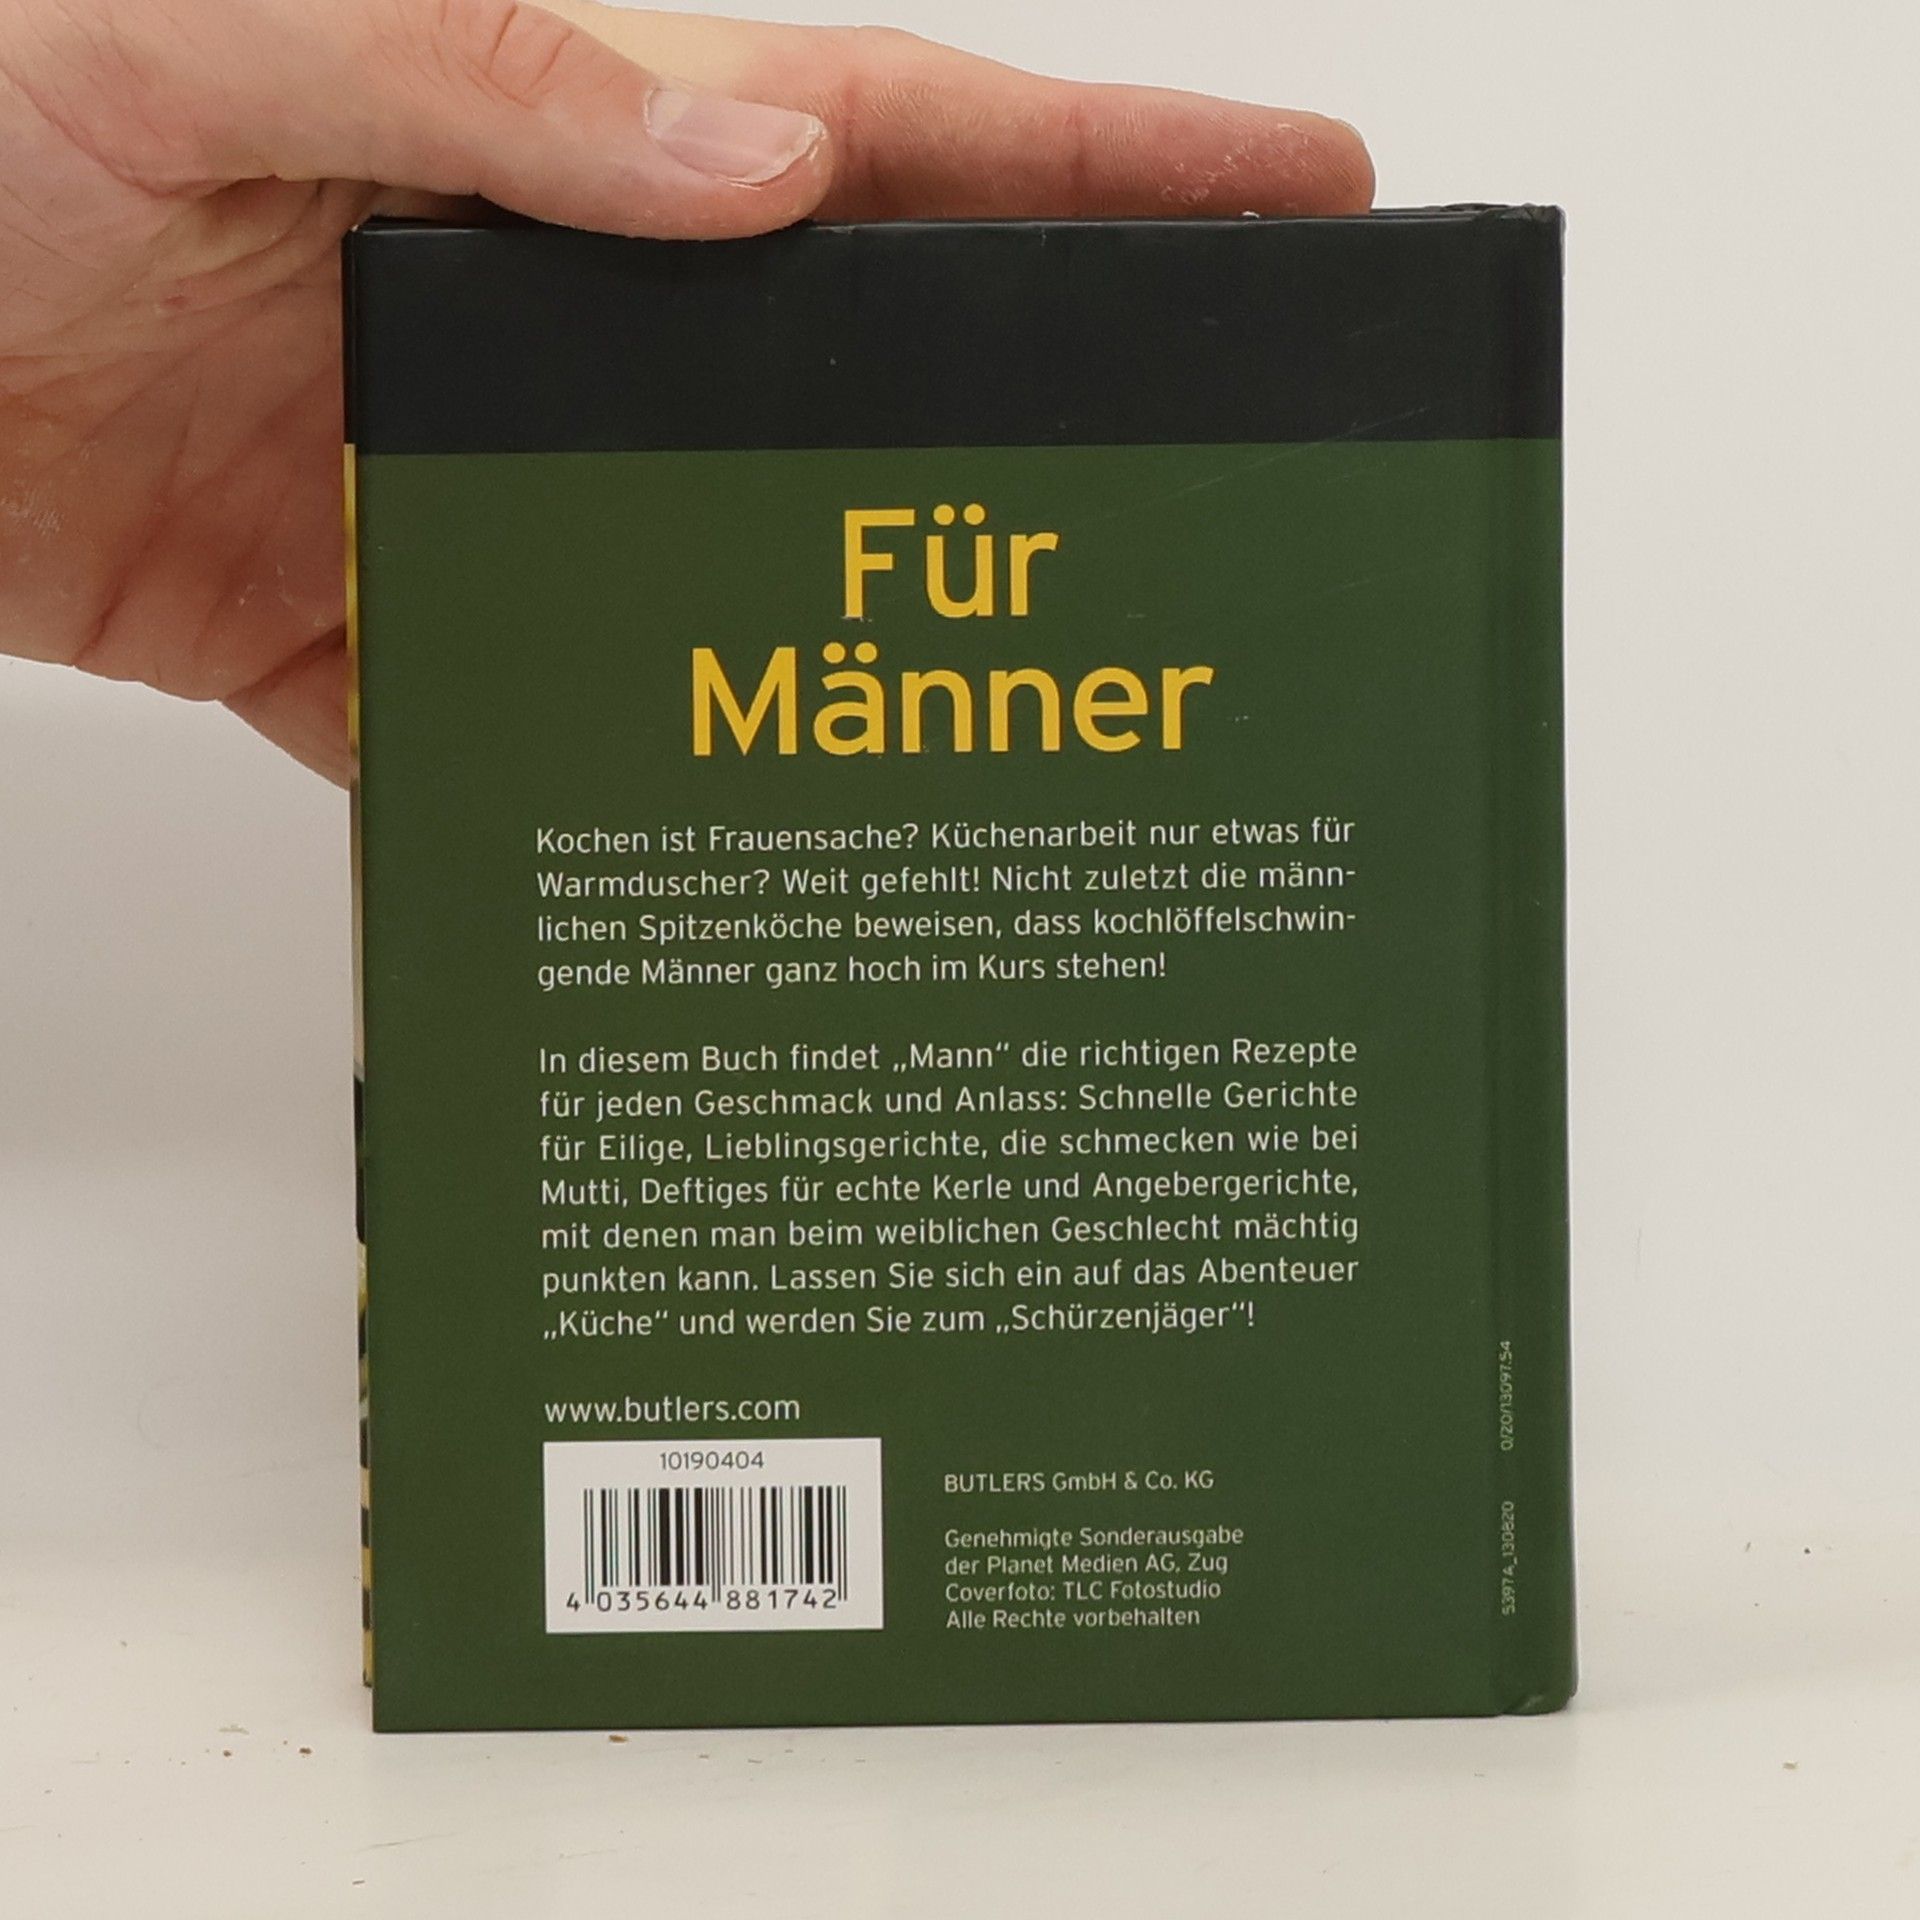 Für
Männer
Kochen ist Frauensache? Küchenarbeit nur etwas für
Warmduscher? Weit gefehlt! Nicht zuletzt die männ-
lichen Spitzenköche beweisen, dass kochlöffelschwin-
gende Männer ganz hoch im Kurs stehen!
In diesem Buch findet „Mann“ die richtigen Rezepte
für jeden Geschmack und Anlass: Schnelle Gerichte
für Eilige, Lieblingsgerichte, die schmecken wie bei
Mutti, Deftiges für echte Kerle und Angebergerichte,
mit denen man beim weiblichen Geschlecht mächtig
punkten kann. Lassen Sie sich ein auf das Abenteuer
„Küche“ und werden Sie zum „Schürzenjäger“!
www.butlers.com
10190404
4 035644 881742
BUTLERS GmbH & Co. KG
Genehmigte Sonderausgabe
der Planet Medien AG, Zug
Coverfoto: TLC Fotostudio
Alle Rechte vorbehalten
5397A_130820 0/20/13097.54